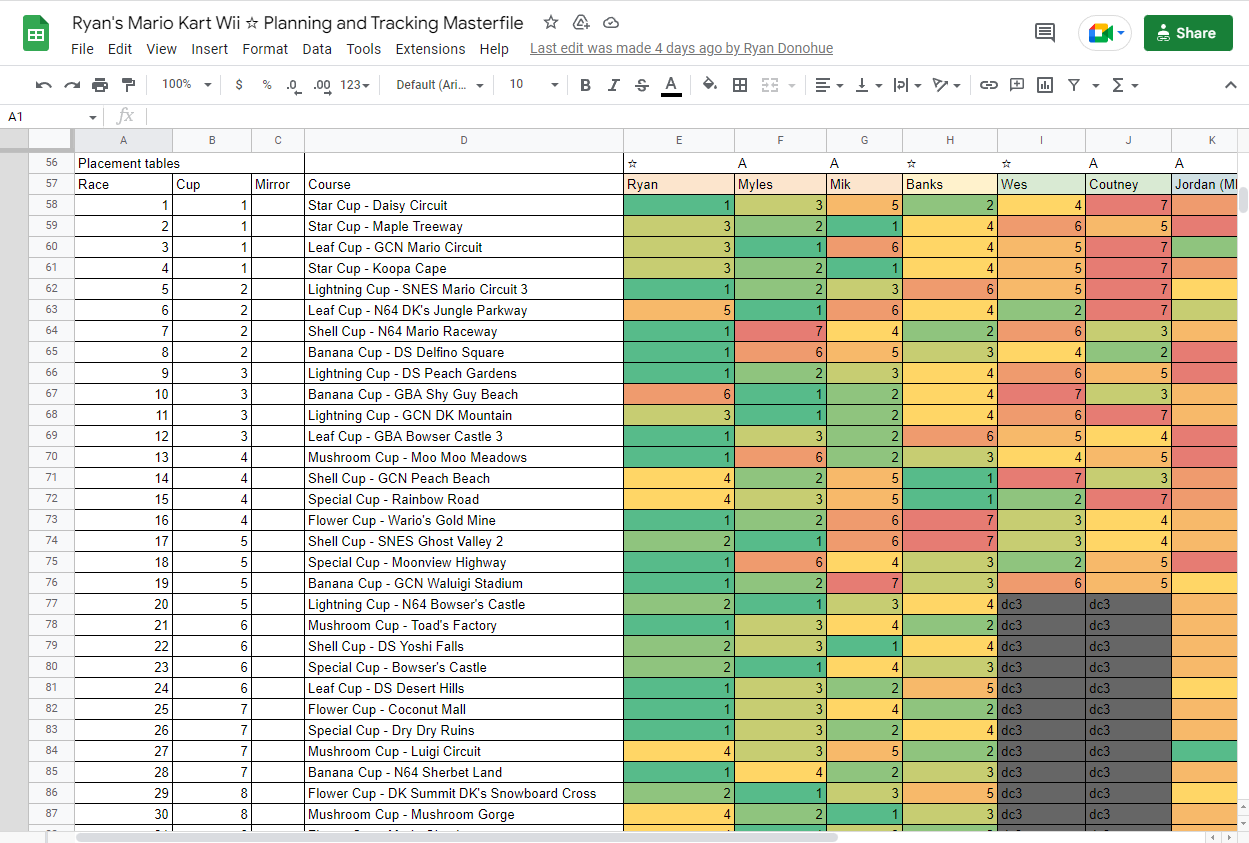 Ryan's Mario Kart Wii ☆ Planning and Tracking Masterfile
File Edit View Insert Format Data Tools Extensions Help Last edit was made 4 days ago by Ryan Donohue
Share
100% $ % .0 .00 123 Default (Ari... 10 B I S A
A1 fx
A B C D E F G H I J K
56 Placement tables ☆ A A ☆ ☆ A A
57 Race Cup Mirror Course Ryan Myles Mik Banks Wes Coutney Jordan (MI
58 1 1 Star Cup - Daisy Circuit 1 3 5 2 4 7
59 2 1 Star Cup - Maple Treeway 3 2 1 4 6 5
60 3 1 Leaf Cup - GCN Mario Circuit 3 1 6 4 5 7
61 4 1 Star Cup - Koopa Cape 3 2 1 4 5 7
62 5 2 Lightning Cup - SNES Mario Circuit 3 1 2 3 6 5 7
63 6 2 Leaf Cup - N64 DK's Jungle Parkway 5 1 6 4 2 7
64 7 2 Shell Cup - N64 Mario Raceway 1 7 4 2 6 3
65 8 2 Banana Cup - DS Delfino Square 1 6 5 3 4 2
66 9 3 Lightning Cup - DS Peach Gardens 1 2 3 4 6 5
67 10 3 Banana Cup - GBA Shy Guy Beach 6 1 2 4 7 3
68 11 3 Lightning Cup - GCN DK Mountain 3 1 2 4 6 7
69 12 3 Leaf Cup - GBA Bowser Castle 3 1 3 2 6 5 4
70 13 4 Mushroom Cup - Moo Moo Meadows 1 6 2 3 4 5
71 14 4 Shell Cup - GCN Peach Beach 4 2 5 1 7 3
72 15 4 Special Cup - Rainbow Road 4 3 5 1 2 7
73 16 4 Flower Cup - Wario's Gold Mine 1 2 6 7 3 4
74 17 5 Shell Cup - SNES Ghost Valley 2 2 1 6 7 3 4
75 18 5 Special Cup - Moonview Highway 1 6 4 3 2 5
76 19 5 Banana Cup - GCN Waluigi Stadium 1 2 7 3 6 5
77 20 5 Lightning Cup - N64 Bowser's Castle 2 1 3 4 dc3 dc3
78 21 6 Mushroom Cup - Toad's Factory 1 3 4 2 dc3 dc3
79 22 6 Shell Cup - DS Yoshi Falls 2 3 1 4 dc3 dc3
80 23 6 Special Cup - Bowser's Castle 2 1 4 3 dc3 dc3
81 24 6 Leaf Cup - DS Desert Hills 1 3 2 5 dc3 dc3
82 25 7 Flower Cup - Coconut Mall 1 3 4 2 dc3 dc3
83 26 7 Special Cup - Dry Dry Ruins 1 3 2 4 dc3 dc3
84 27 7 Mushroom Cup - Luigi Circuit 4 3 5 2 dc3 dc3
85 28 7 Banana Cup - N64 Sherbet Land 1 4 2 3 dc3 dc3
86 29 8 Flower Cup - DK Summit DK's Snowboard Cross 2 1 3 5 dc3 dc3
87 30 8 Mushroom Cup - Mushroom Gorge 4 2 1 3 dc3 dc3